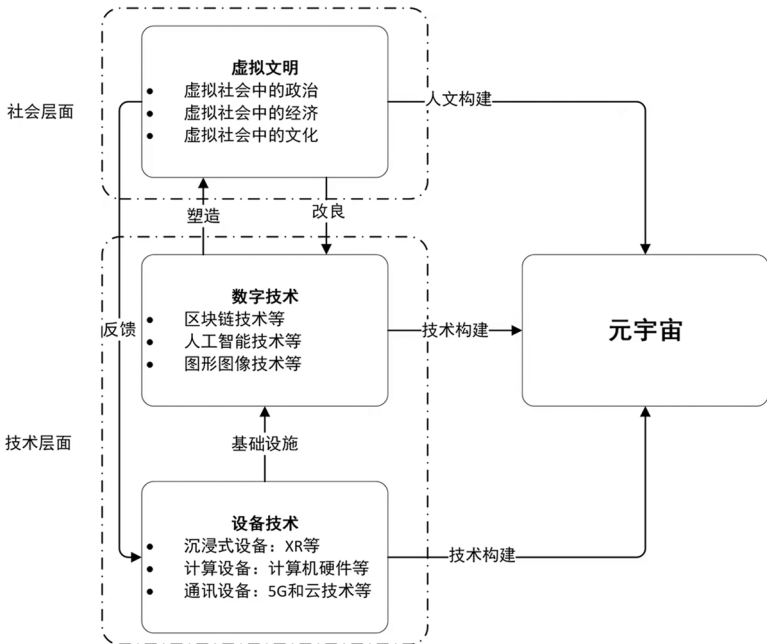 虚拟文明
• 虚拟社会中的政治
• 虚拟社会中的经济
• 虚拟社会中的文化
社会层面
人文构建
塑造
改良
数字技术
• 区块链技术等
• 人工智能技术等
• 图形图像技术等
反馈
技术构建
元宇宙
技术层面
基础设施
设备技术
• 沉浸式设备：XR等
• 计算设备：计算机硬件等
• 通讯设备：5G和云技术等
技术构建